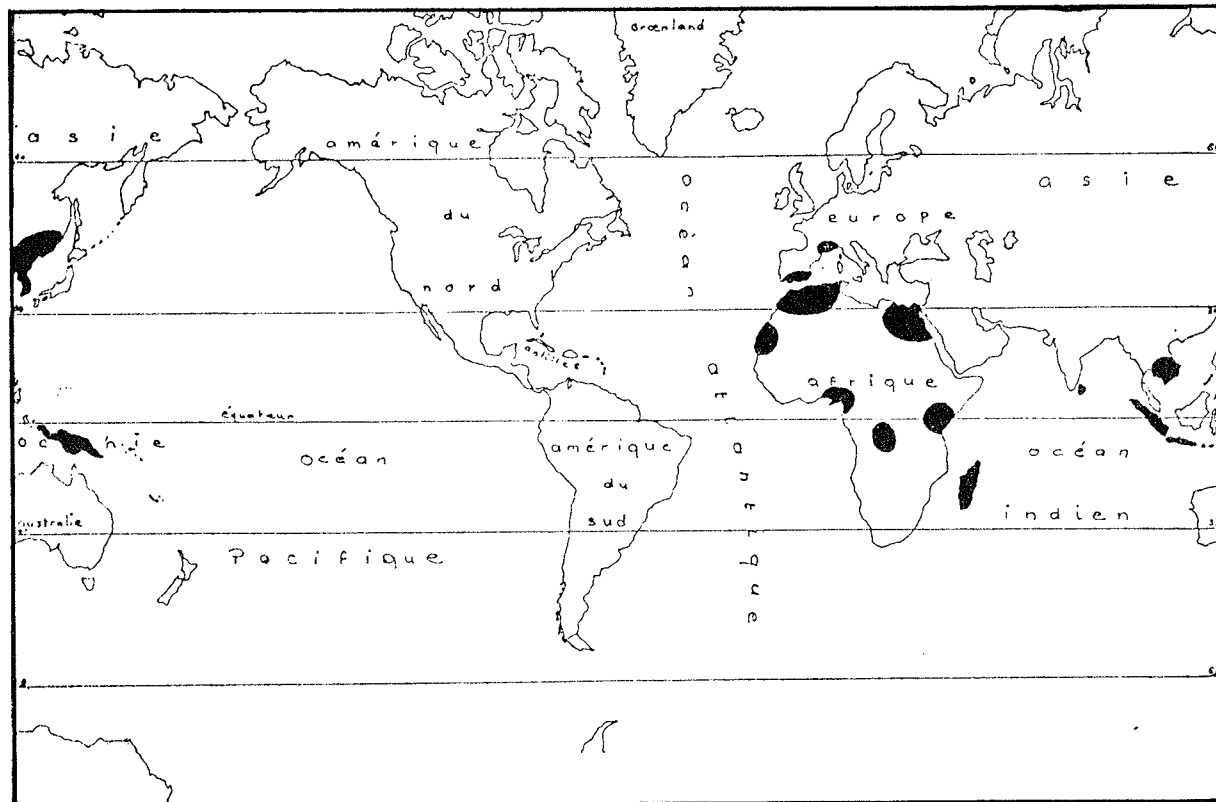 Groenland
asie
amérique
60
asie
du
europe
océan
nord
antilles
afrique
équateur
océan
amérique
océan
du
Atlantique
australie
sud
indien
Pacifique